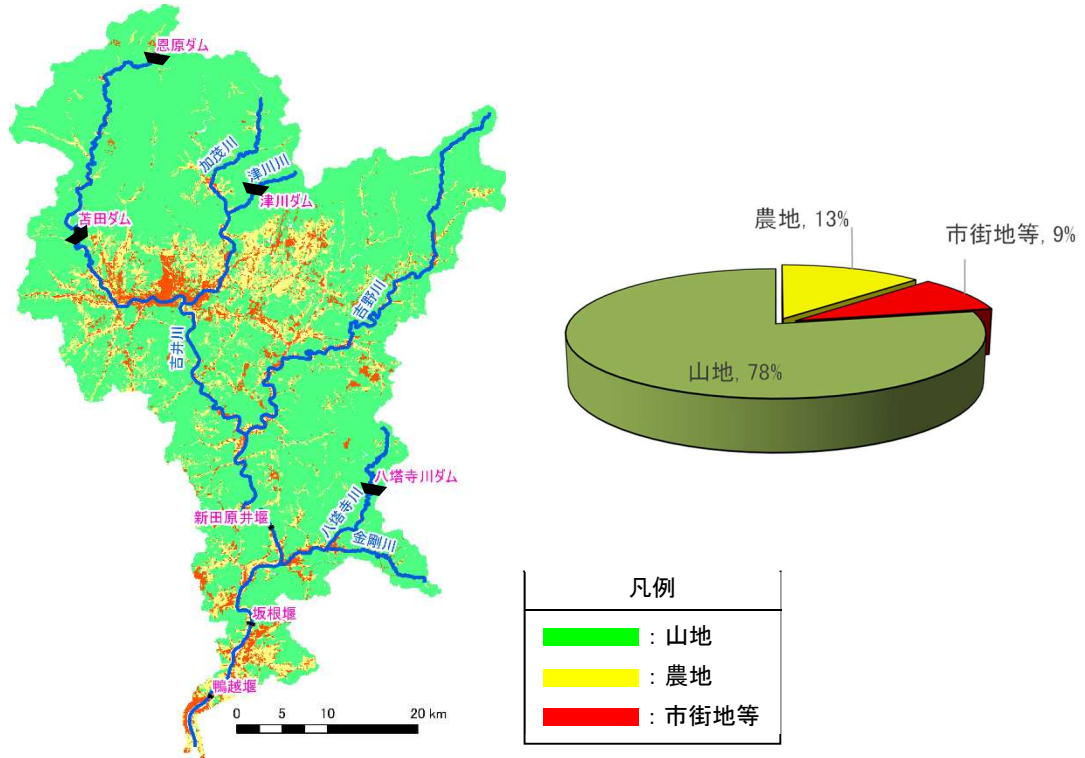 恩原ダム
加茂川
津川川
津川ダム
苫田ダム
吉野川
吉井川
八塔寺川ダム
八塔寺川
新田原井堰
金剛川
坂根堰
鴨越堰
0 5 10 20 km
農地, 13%
市街地等, 9%
山地, 78%
凡例
：山地
：農地
：市街地等